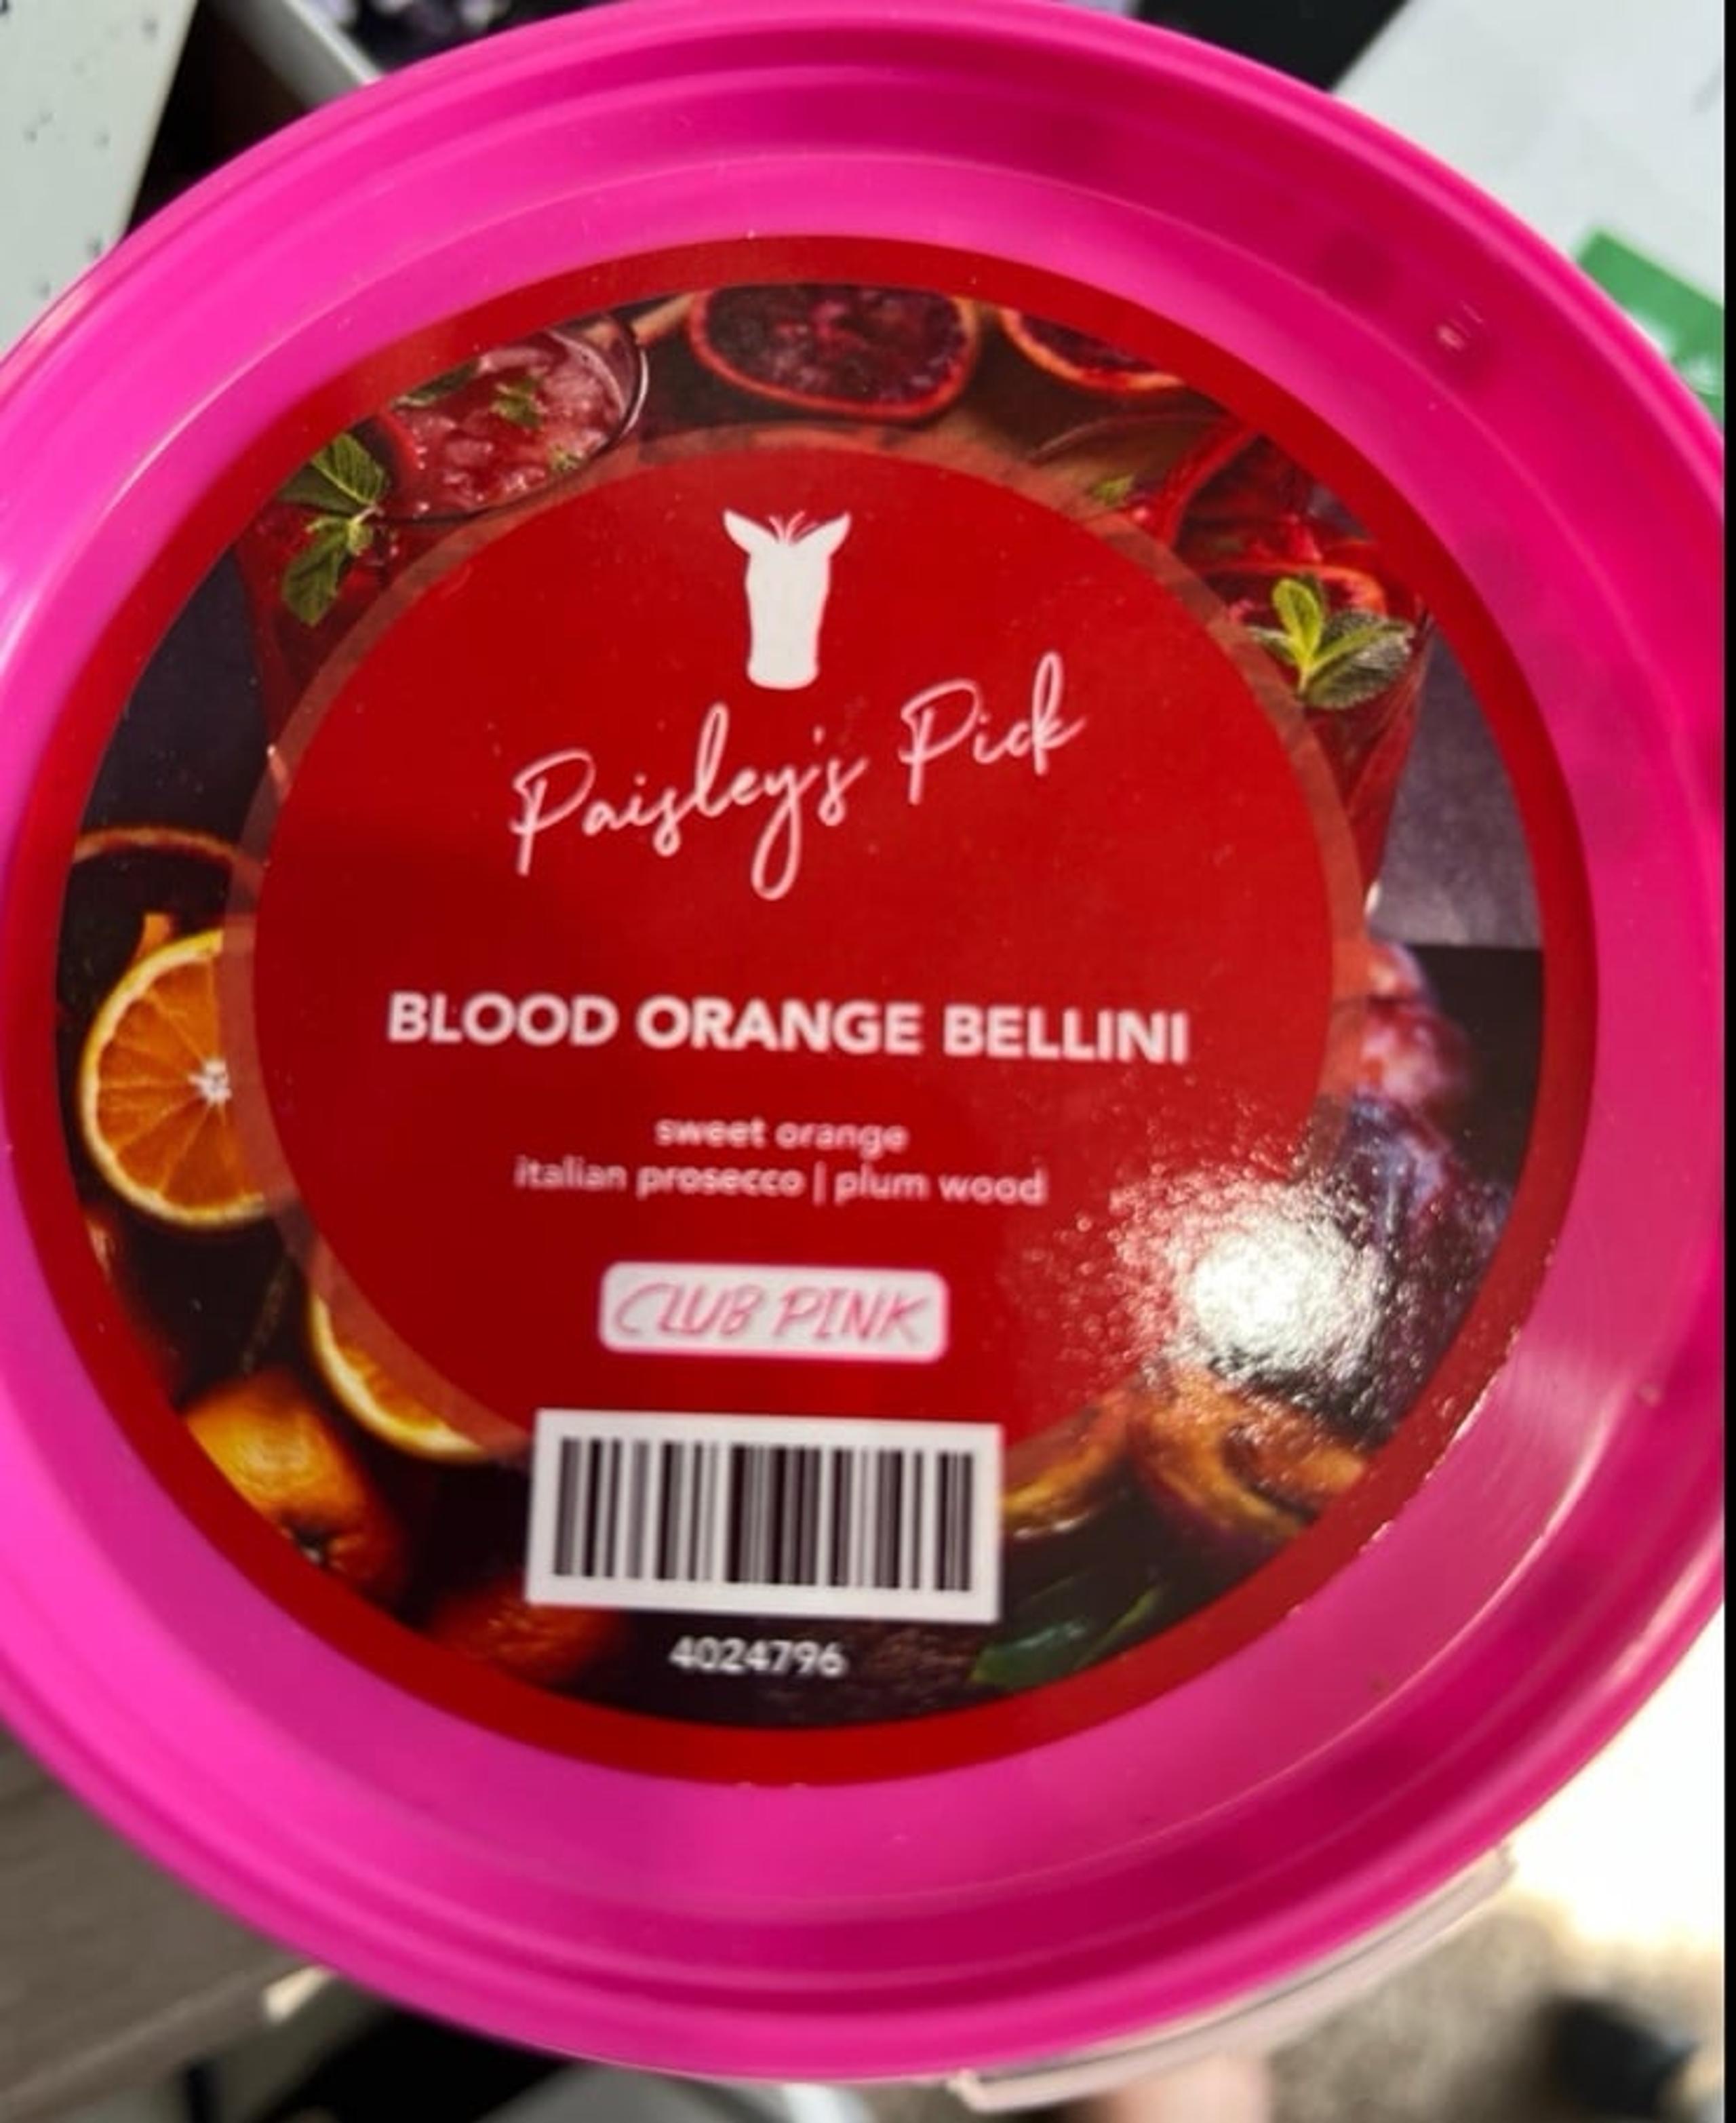 Paisley's Pick
BLOOD ORANGE BELLINI
sweet orange
italian prosecco | plum wood
CLUB PINK
4024796